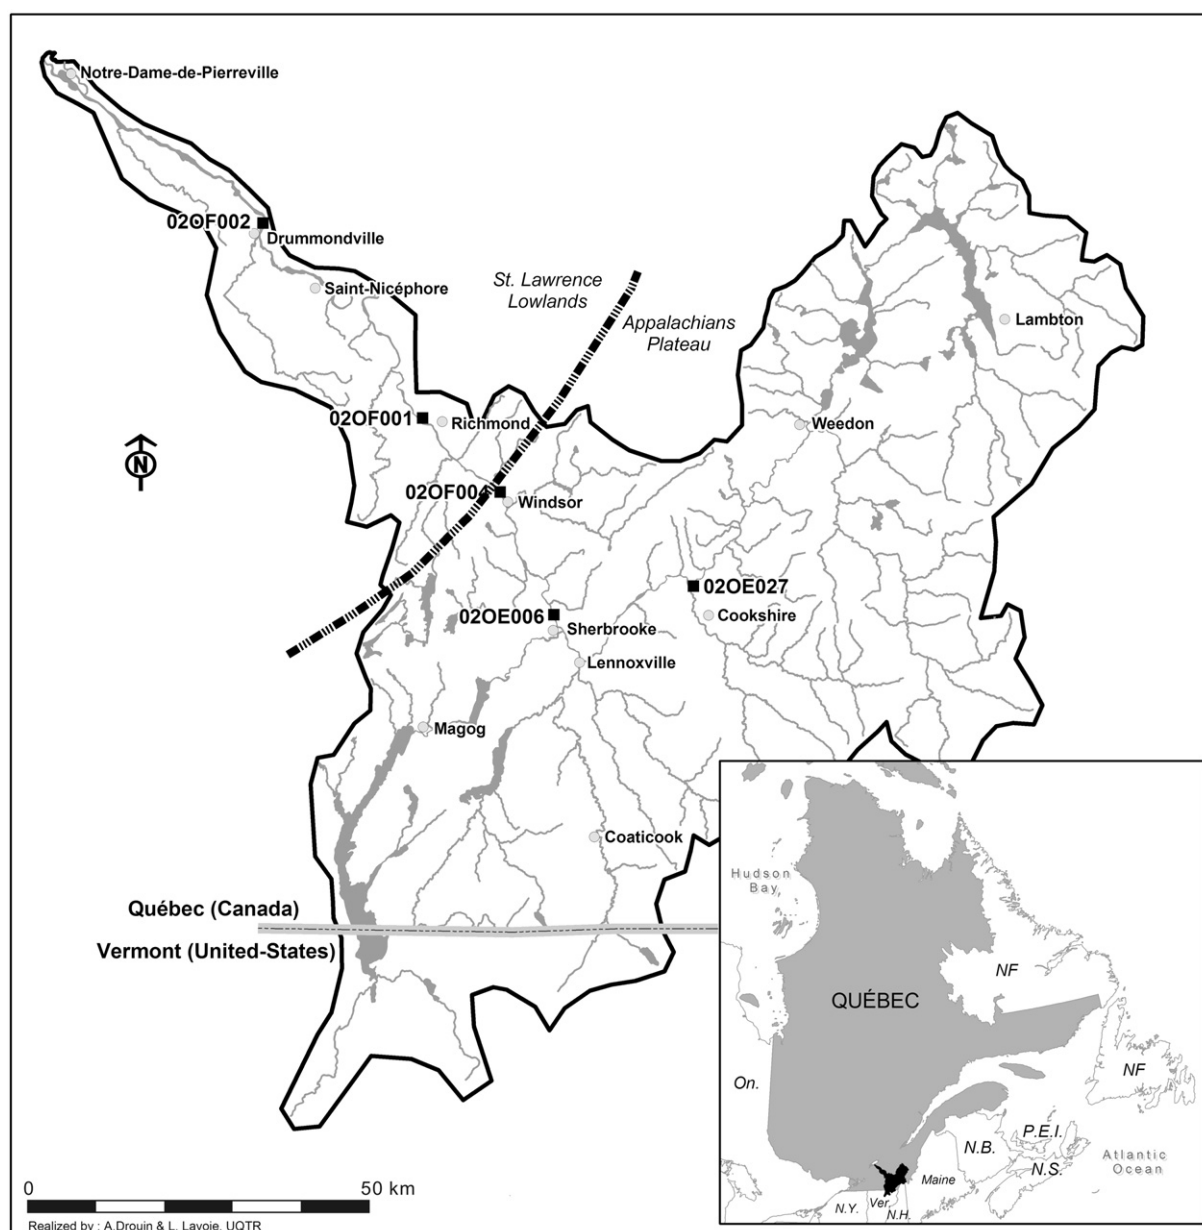 Notre-Dame-de-Pierreville
02OF002
Drummondville
Saint-Nicéphore
St. Lawrence
Lowlands
Appalachians
Plateau
Lambton
02OF001
Richmond
Weedon
N
02OF004
Windsor
02OE027
Cookshire
02OE006
Sherbrooke
Lennoxville
Magog
Coaticook
Québec (Canada)
Vermont (United-States)
Hudson
Bay
NF
QUÉBEC
On.
NF
P.E.I.
N.B.
N.S.
Atlantic
Ocean
Maine
N.Y.
Ver.
N.H.
0
50 km
Realized by : A.Drouin & L. Lavoie, UQTR